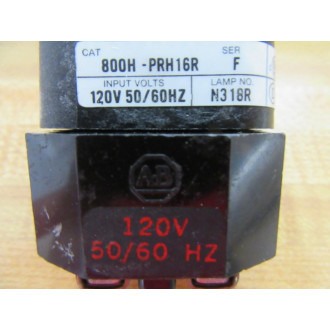 CAT SER
800H-PRH16R F
INPUT VOLTS LAMP NO.
120V 50/60HZ N318R
AB
120V
50/60 HZ